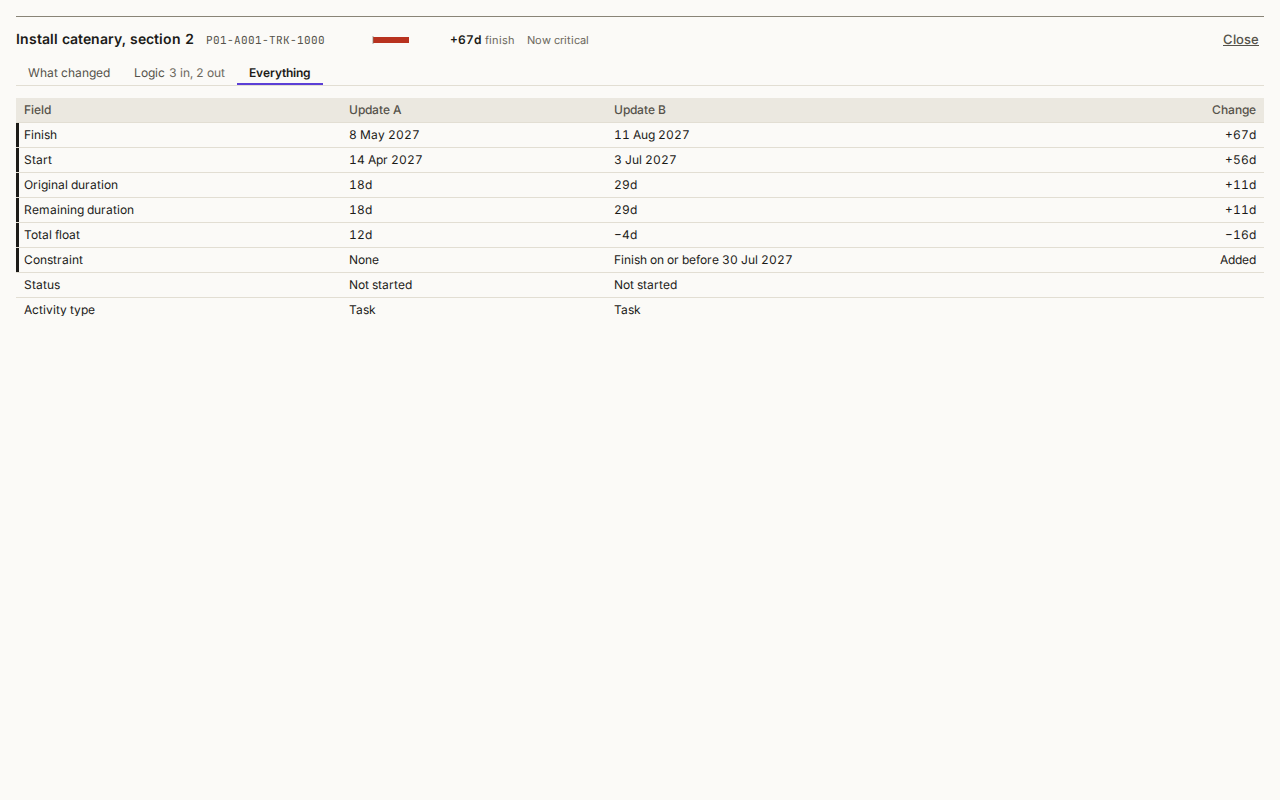 Install catenary, section 2 P01-A001-TRK-1000 +67d finish Now critical Close
What changed Logic 3 in, 2 out Everything
Field Update A Update B Change
Finish 8 May 2027 11 Aug 2027 +67d
Start 14 Apr 2027 3 Jul 2027 +56d
Original duration 18d 29d +11d
Remaining duration 18d 29d +11d
Total float 12d −4d −16d
Constraint None Finish on or before 30 Jul 2027 Added
Status Not started Not started
Activity type Task Task